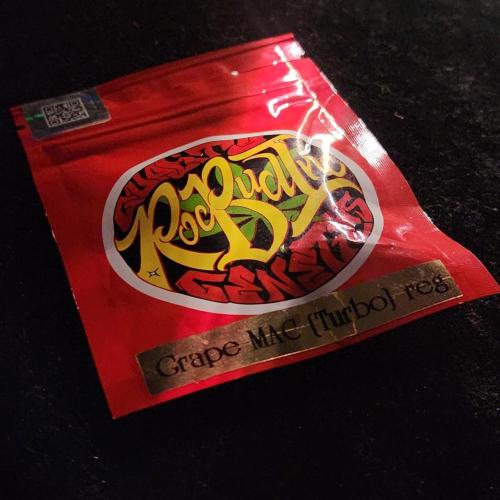 RocBudInc
GENETICS
Grape MAC {Turbo} reg